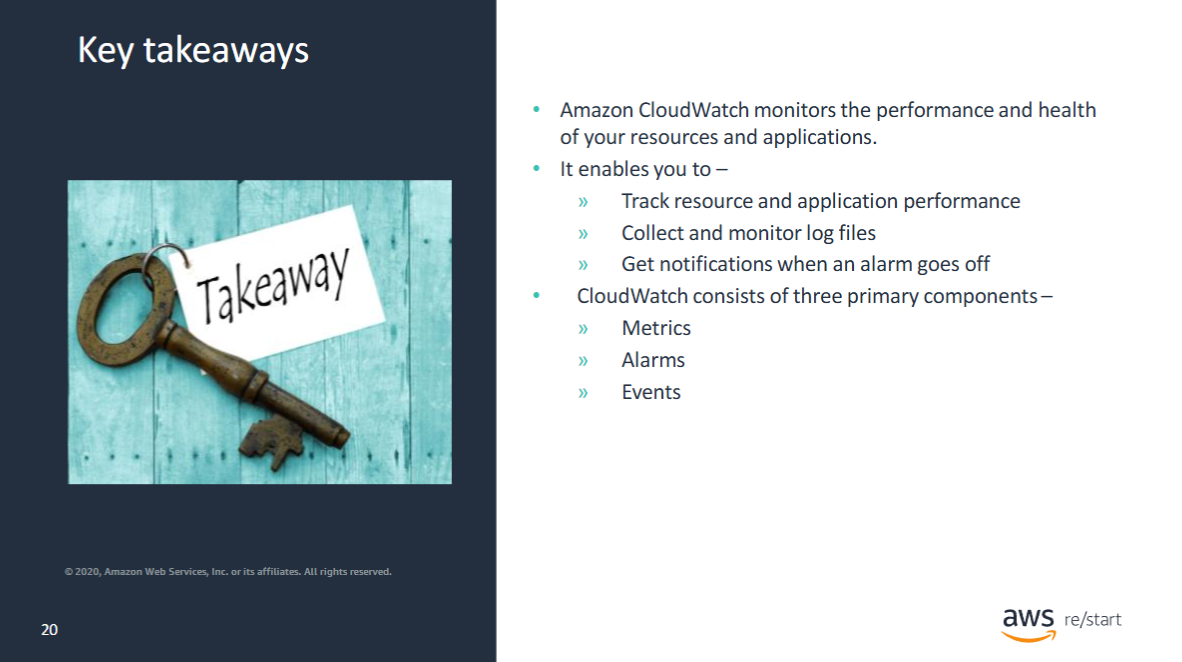 Key takeaways
Takeaway
© 2020, Amazon Web Services, Inc. or its affiliates. All rights reserved.
20
• Amazon CloudWatch monitors the performance and health
of your resources and applications.
• It enables you to –
» Track resource and application performance
» Collect and monitor log files
» Get notifications when an alarm goes off
• CloudWatch consists of three primary components –
» Metrics
» Alarms
» Events
aws re/start